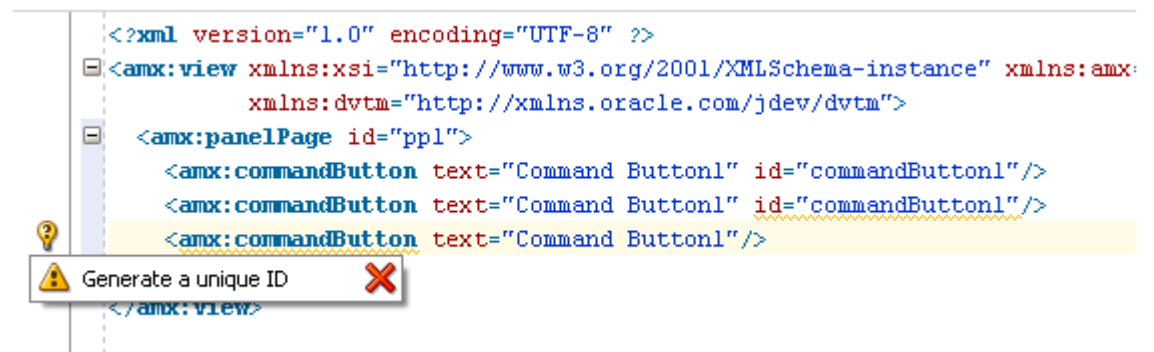 <?xml version="1.0" encoding="UTF-8" ?>
<amx:view xmlns:xsi="http://www.w3.org/2001/XMLSchema-instance" xmlns:amx=
xmlns:dvtm="http://xmlns.oracle.com/jdev/dvtm">
<amx:panelPage id="pp1">
<amx:commandButton text="Command Button1" id="commandButton1"/>
<amx:commandButton text="Command Button1" id="commandButton1"/>
<amx:commandButton text="Command Button1"/>
Generate a unique ID
</amx:view>